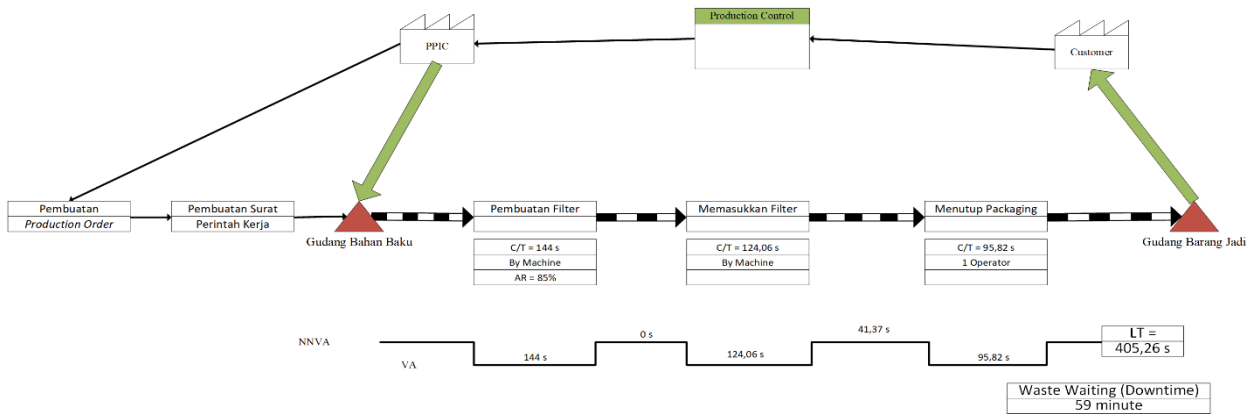 Production Control
PPIC
Customer
Pembuatan
Production Order
Pembuatan Surat
Perintah Kerja
Gudang Bahan Baku
Pembuatan Filter
C/T = 144 s
By Machine
AR = 85%
Memasukkan Filter
C/T = 124,06 s
By Machine
Menutup Packaging
C/T = 95,82 s
1 Operator
Gudang Barang Jadi
NNVA
VA
144 s
0 s
124,06 s
41,37 s
95,82 s
LT =
405,26 s
Waste Waiting (Downtime)
59 minute